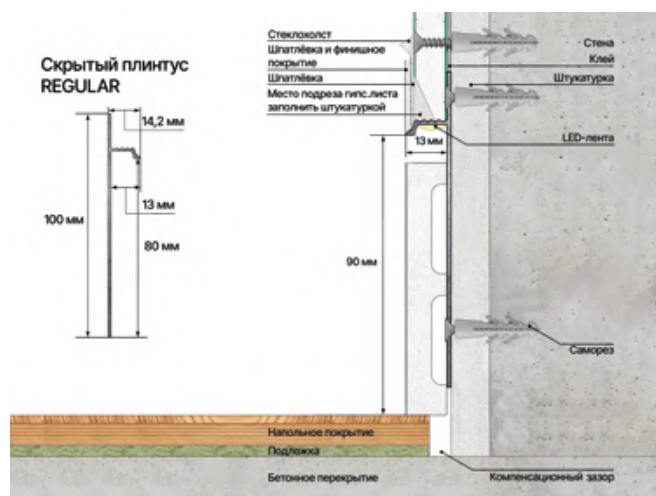 Скрытый плинтус
REGULAR
14,2 мм
13 мм
100 мм
80 мм
Стеклохолст
Шпатлёвка и финишное
покрытие
Шпатлёвка
Место подреза гипс.листа
заполнить штукатуркой
Стена
Клей
Штукатурка
LED-лента
13 мм
90 мм
Саморез
Напольное покрытие
Подложка
Бетонное перекрытие
Компенсационный зазор